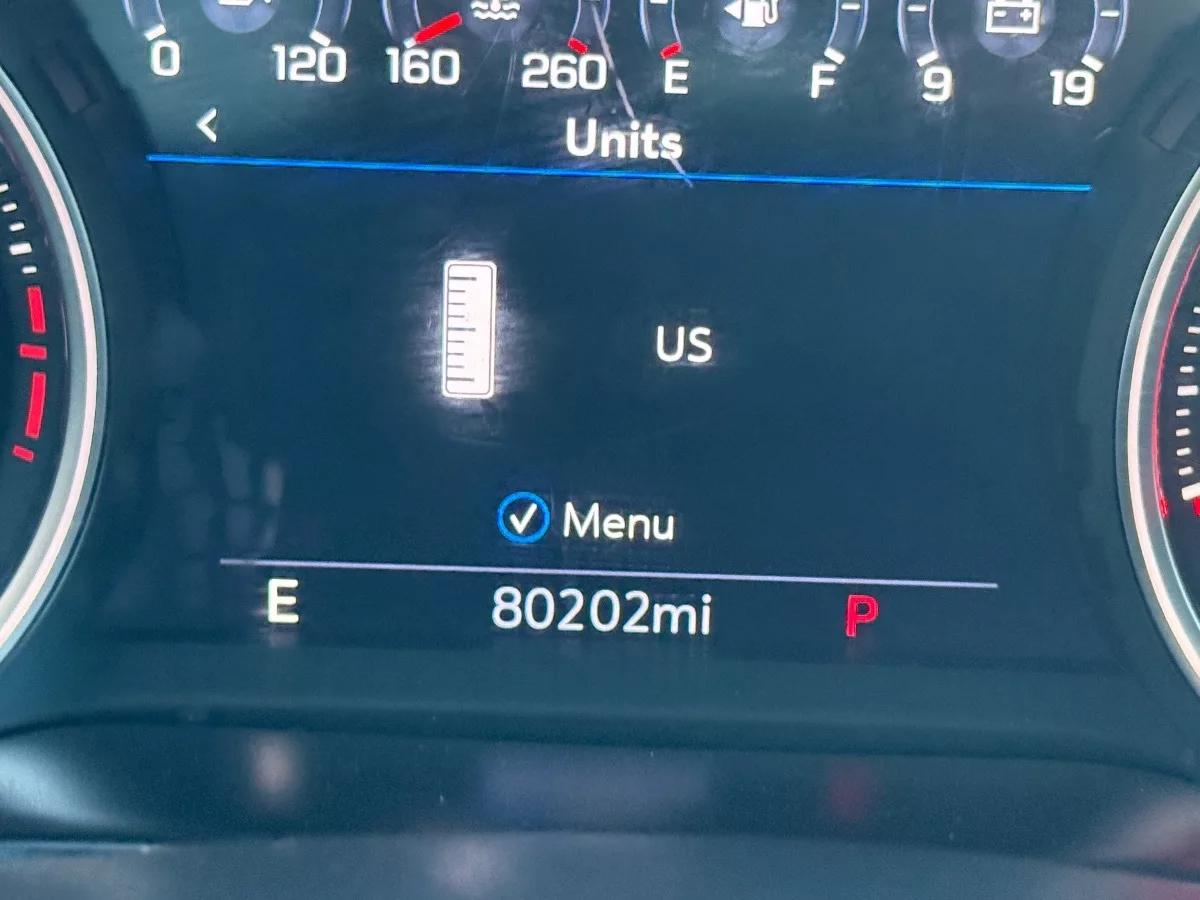 0 120 160 260 E F 9 19
Units
US
Menu
E 80202mi P